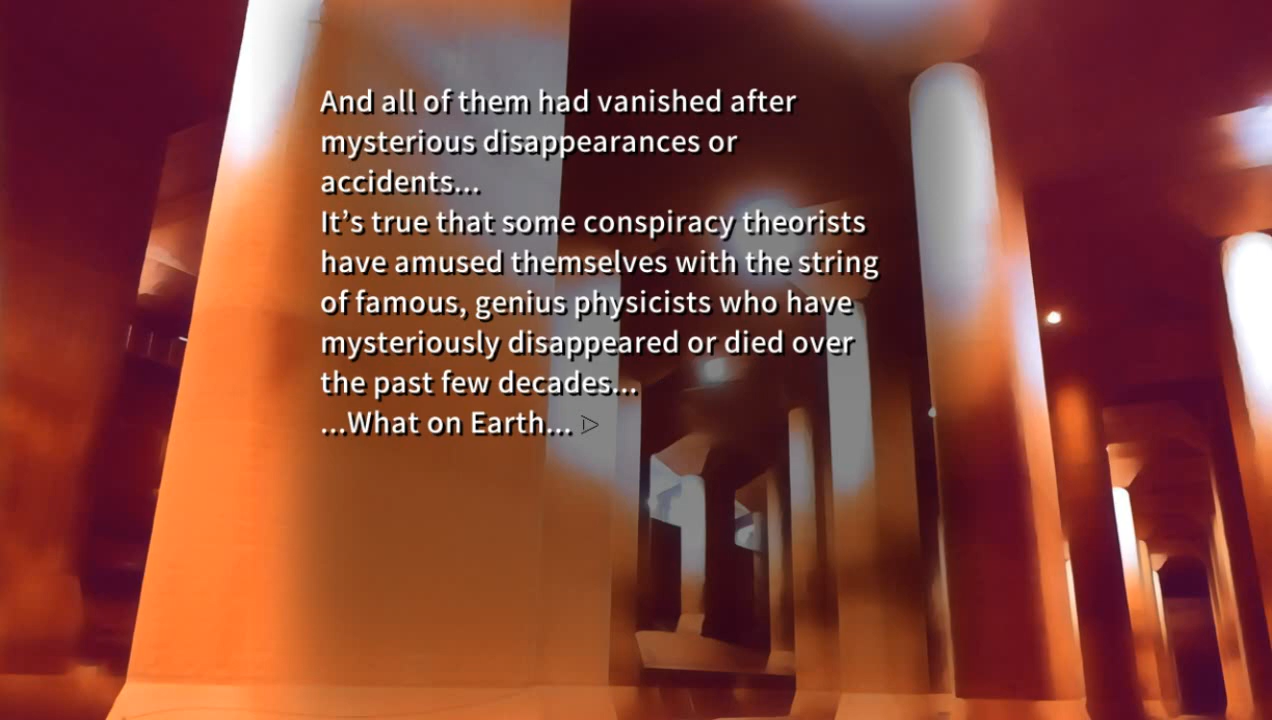 And all of them had vanished after
mysterious disappearances or
accidents...
It’s true that some conspiracy theorists
have amused themselves with the string
of famous, genius physicists who have
mysteriously disappeared or died over
the past few decades...
...What on Earth...